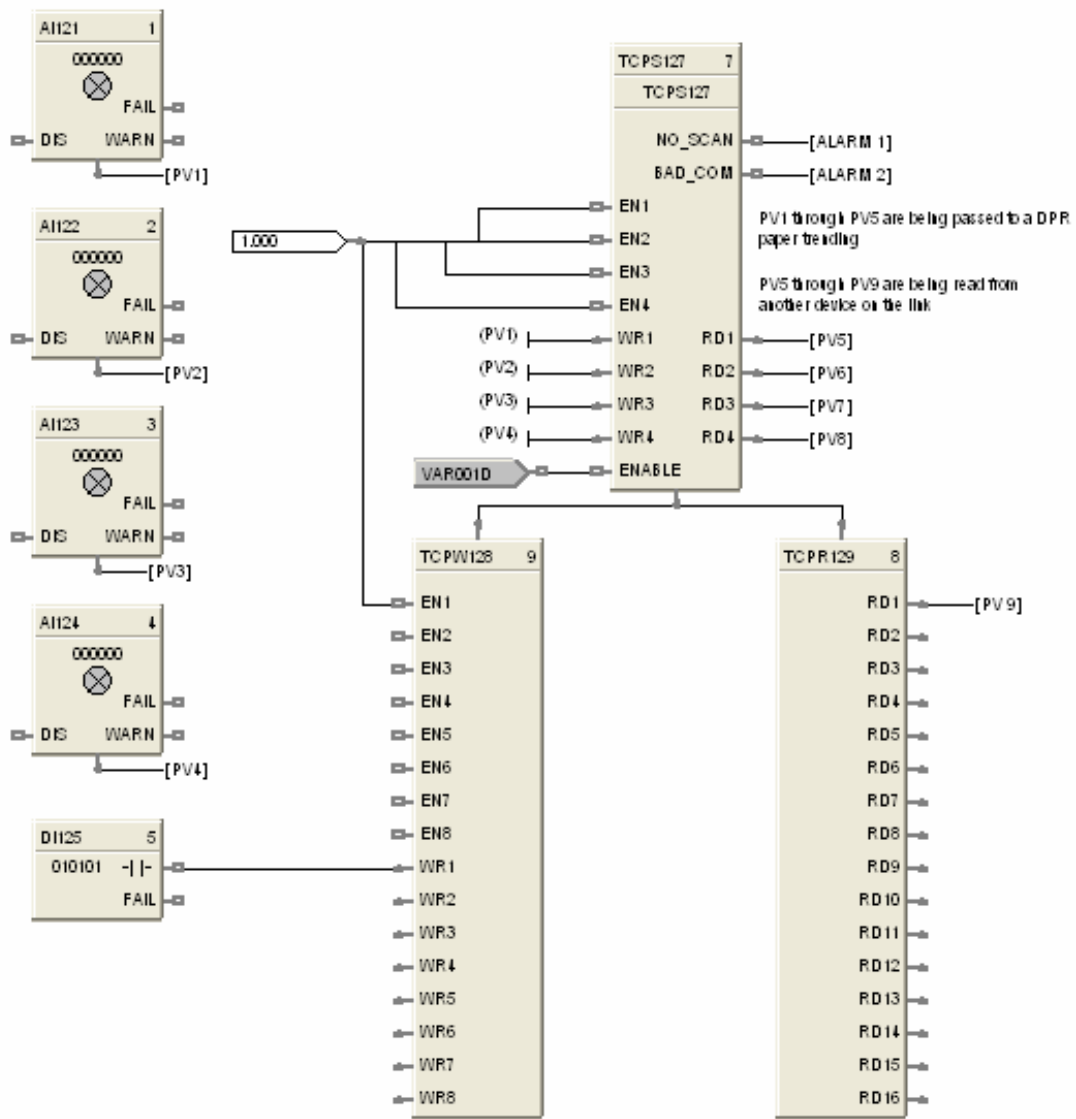 AI121 1
000000
FAIL
DIS WARN
[PV1]
AI122 2
000000
FAIL
DIS WARN
[PV2]
AI123 3
000000
FAIL
DIS WARN
[PV3]
AI124 4
000000
FAIL
DIS WARN
[PV4]
DI125 5
010101 -| |-
FAIL
1.000
TCPS127 7
TCPS127
NO_SCAN [ALARM 1]
BAD_COM [ALARM 2]
EN1
EN2
EN3
EN4
(PV1) WR1 RD1 [PV5]
(PV2) WR2 RD2 [PV6]
(PV3) WR3 RD3 [PV7]
(PV4) WR4 RD4 [PV8]
VAR001D ENABLE
PV1 through PV5 are being passed to a DPR
paper trending
PV5 through PV9 are being read from
another device on the link
TCPW128 9
EN1
EN2
EN3
EN4
EN5
EN6
EN7
EN8
WR1
WR2
WR3
WR4
WR5
WR6
WR7
WR8
TCPR129 8
RD1 [PV9]
RD2
RD3
RD4
RD5
RD6
RD7
RD8
RD9
RD10
RD11
RD12
RD13
RD14
RD15
RD16